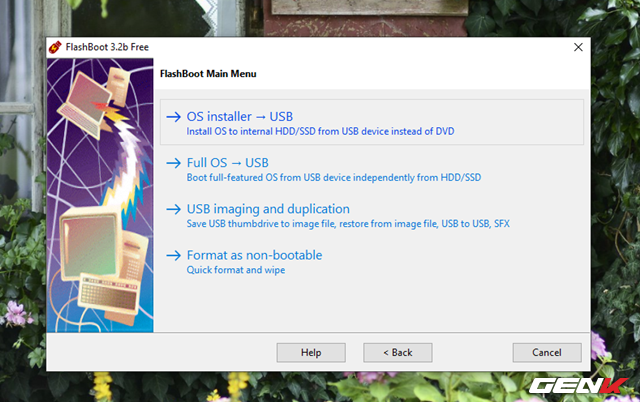 FlashBoot 3.2b Free
FlashBoot Main Menu
OS installer → USB
Install OS to internal HDD/SSD from USB device instead of DVD
Full OS → USB
Boot full-featured OS from USB device independently from HDD/SSD
USB imaging and duplication
Save USB thumbdrive to image file, restore from image file, USB to USB, SFX
Format as non-bootable
Quick format and wipe
Help
< Back
Cancel
GENK